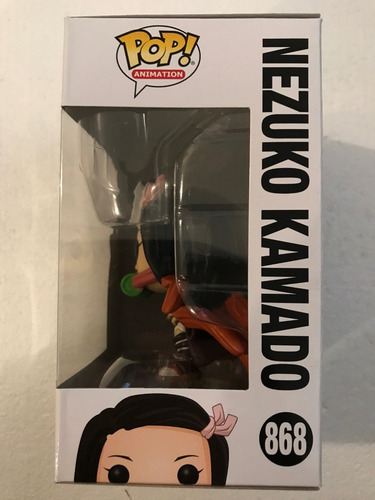 POP!
ANIMATION
NEZUKO KAMADO
868